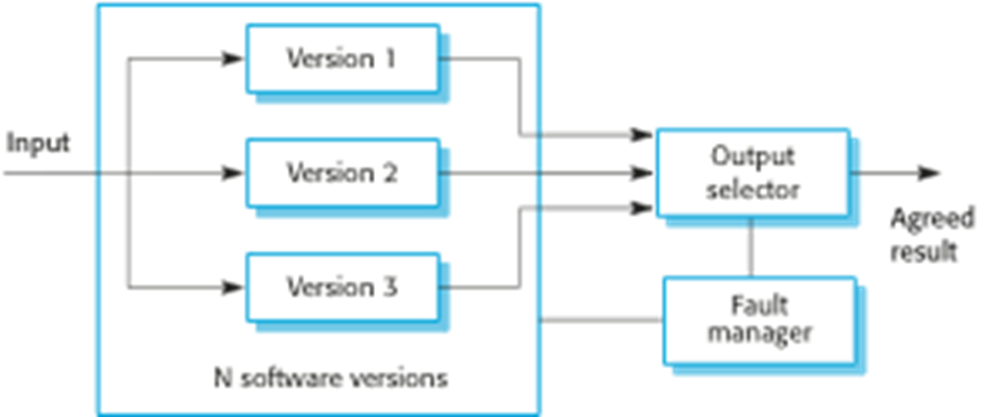 Input
Version 1
Version 2
Version 3
N software versions
Output
selector
Agreed
result
Fault
manager